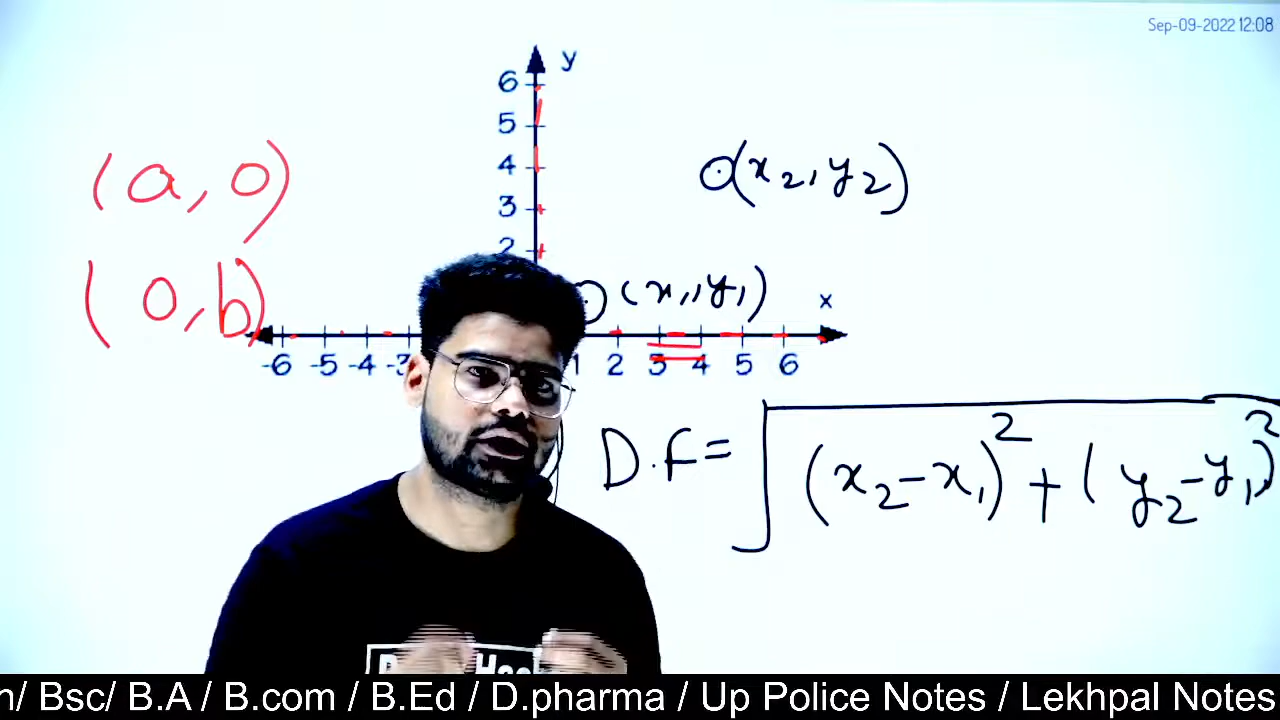 Sep-09-2022 12:08
y
6
5
4
3
2
(a, 0)
(0, b)
(x₂, y₂)
(x₁, y₁)
x
-6 -5 -4 -3 1 2 3 4 5 6
D.F = √(x₂-x₁)² + (y₂-y₁)²
/ Bsc/ B.A / B.com / B.Ed / D.pharma / Up Police Notes / Lekhpal Notes